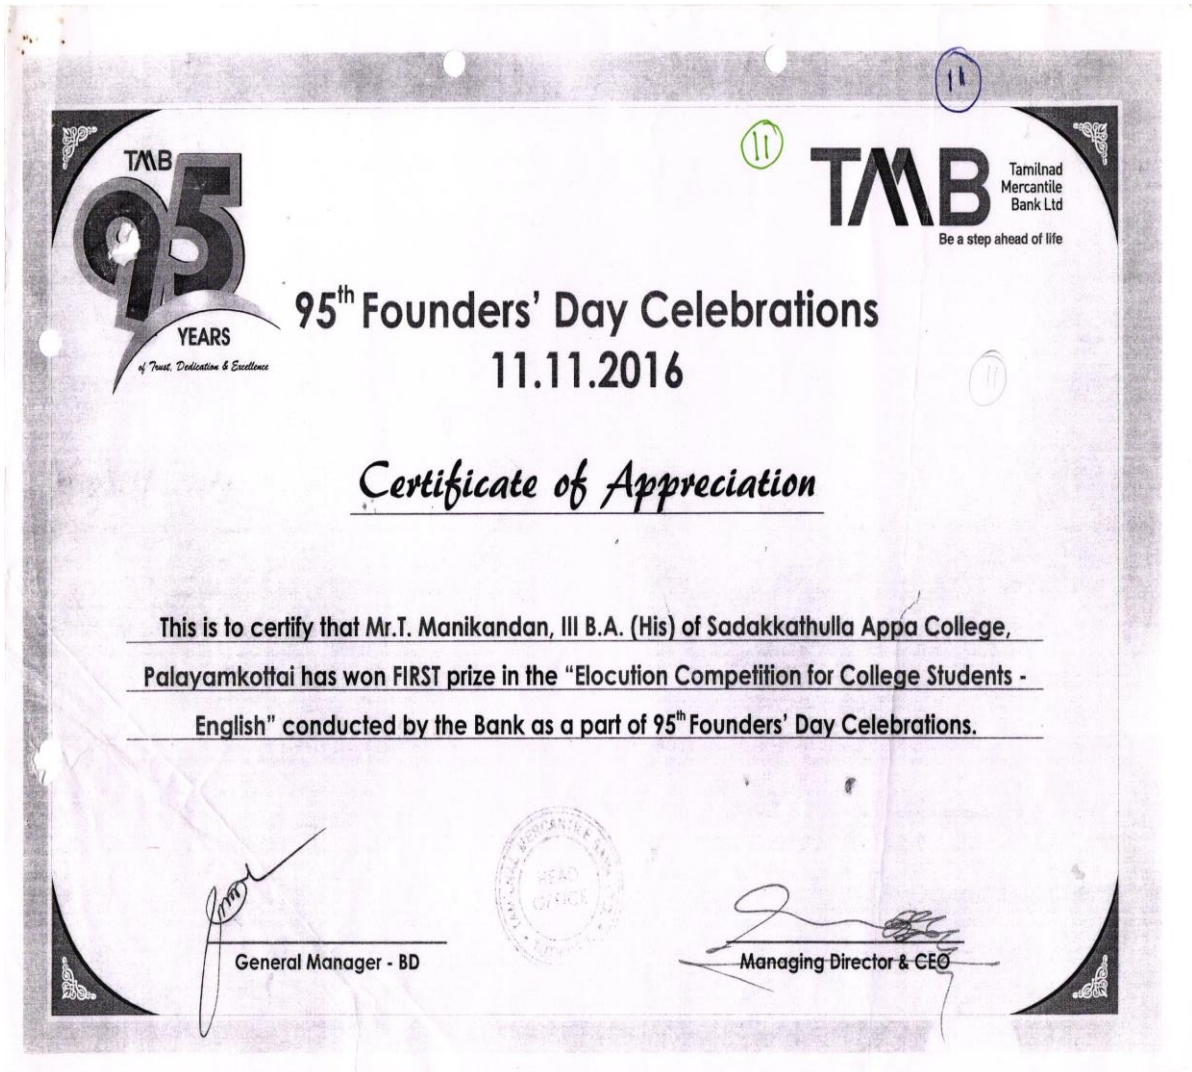 11
11
TMB
95
YEARS
of Trust, Dedication & Excellence
TMB
Tamilnad
Mercantile
Bank Ltd
Be a step ahead of life
95th Founders' Day Celebrations
11.11.2016
11
Certificate of Appreciation
This is to certify that Mr.T. Manikandan, III B.A. (His) of Sadakkathulla Appa College,
Palayamkottai has won FIRST prize in the “Elocution Competition for College Students -
English” conducted by the Bank as a part of 95th Founders' Day Celebrations.
TAMILNAD MERCANTILE BANK
HEAD
OFFICE
General Manager - BD
Managing Director & CEO